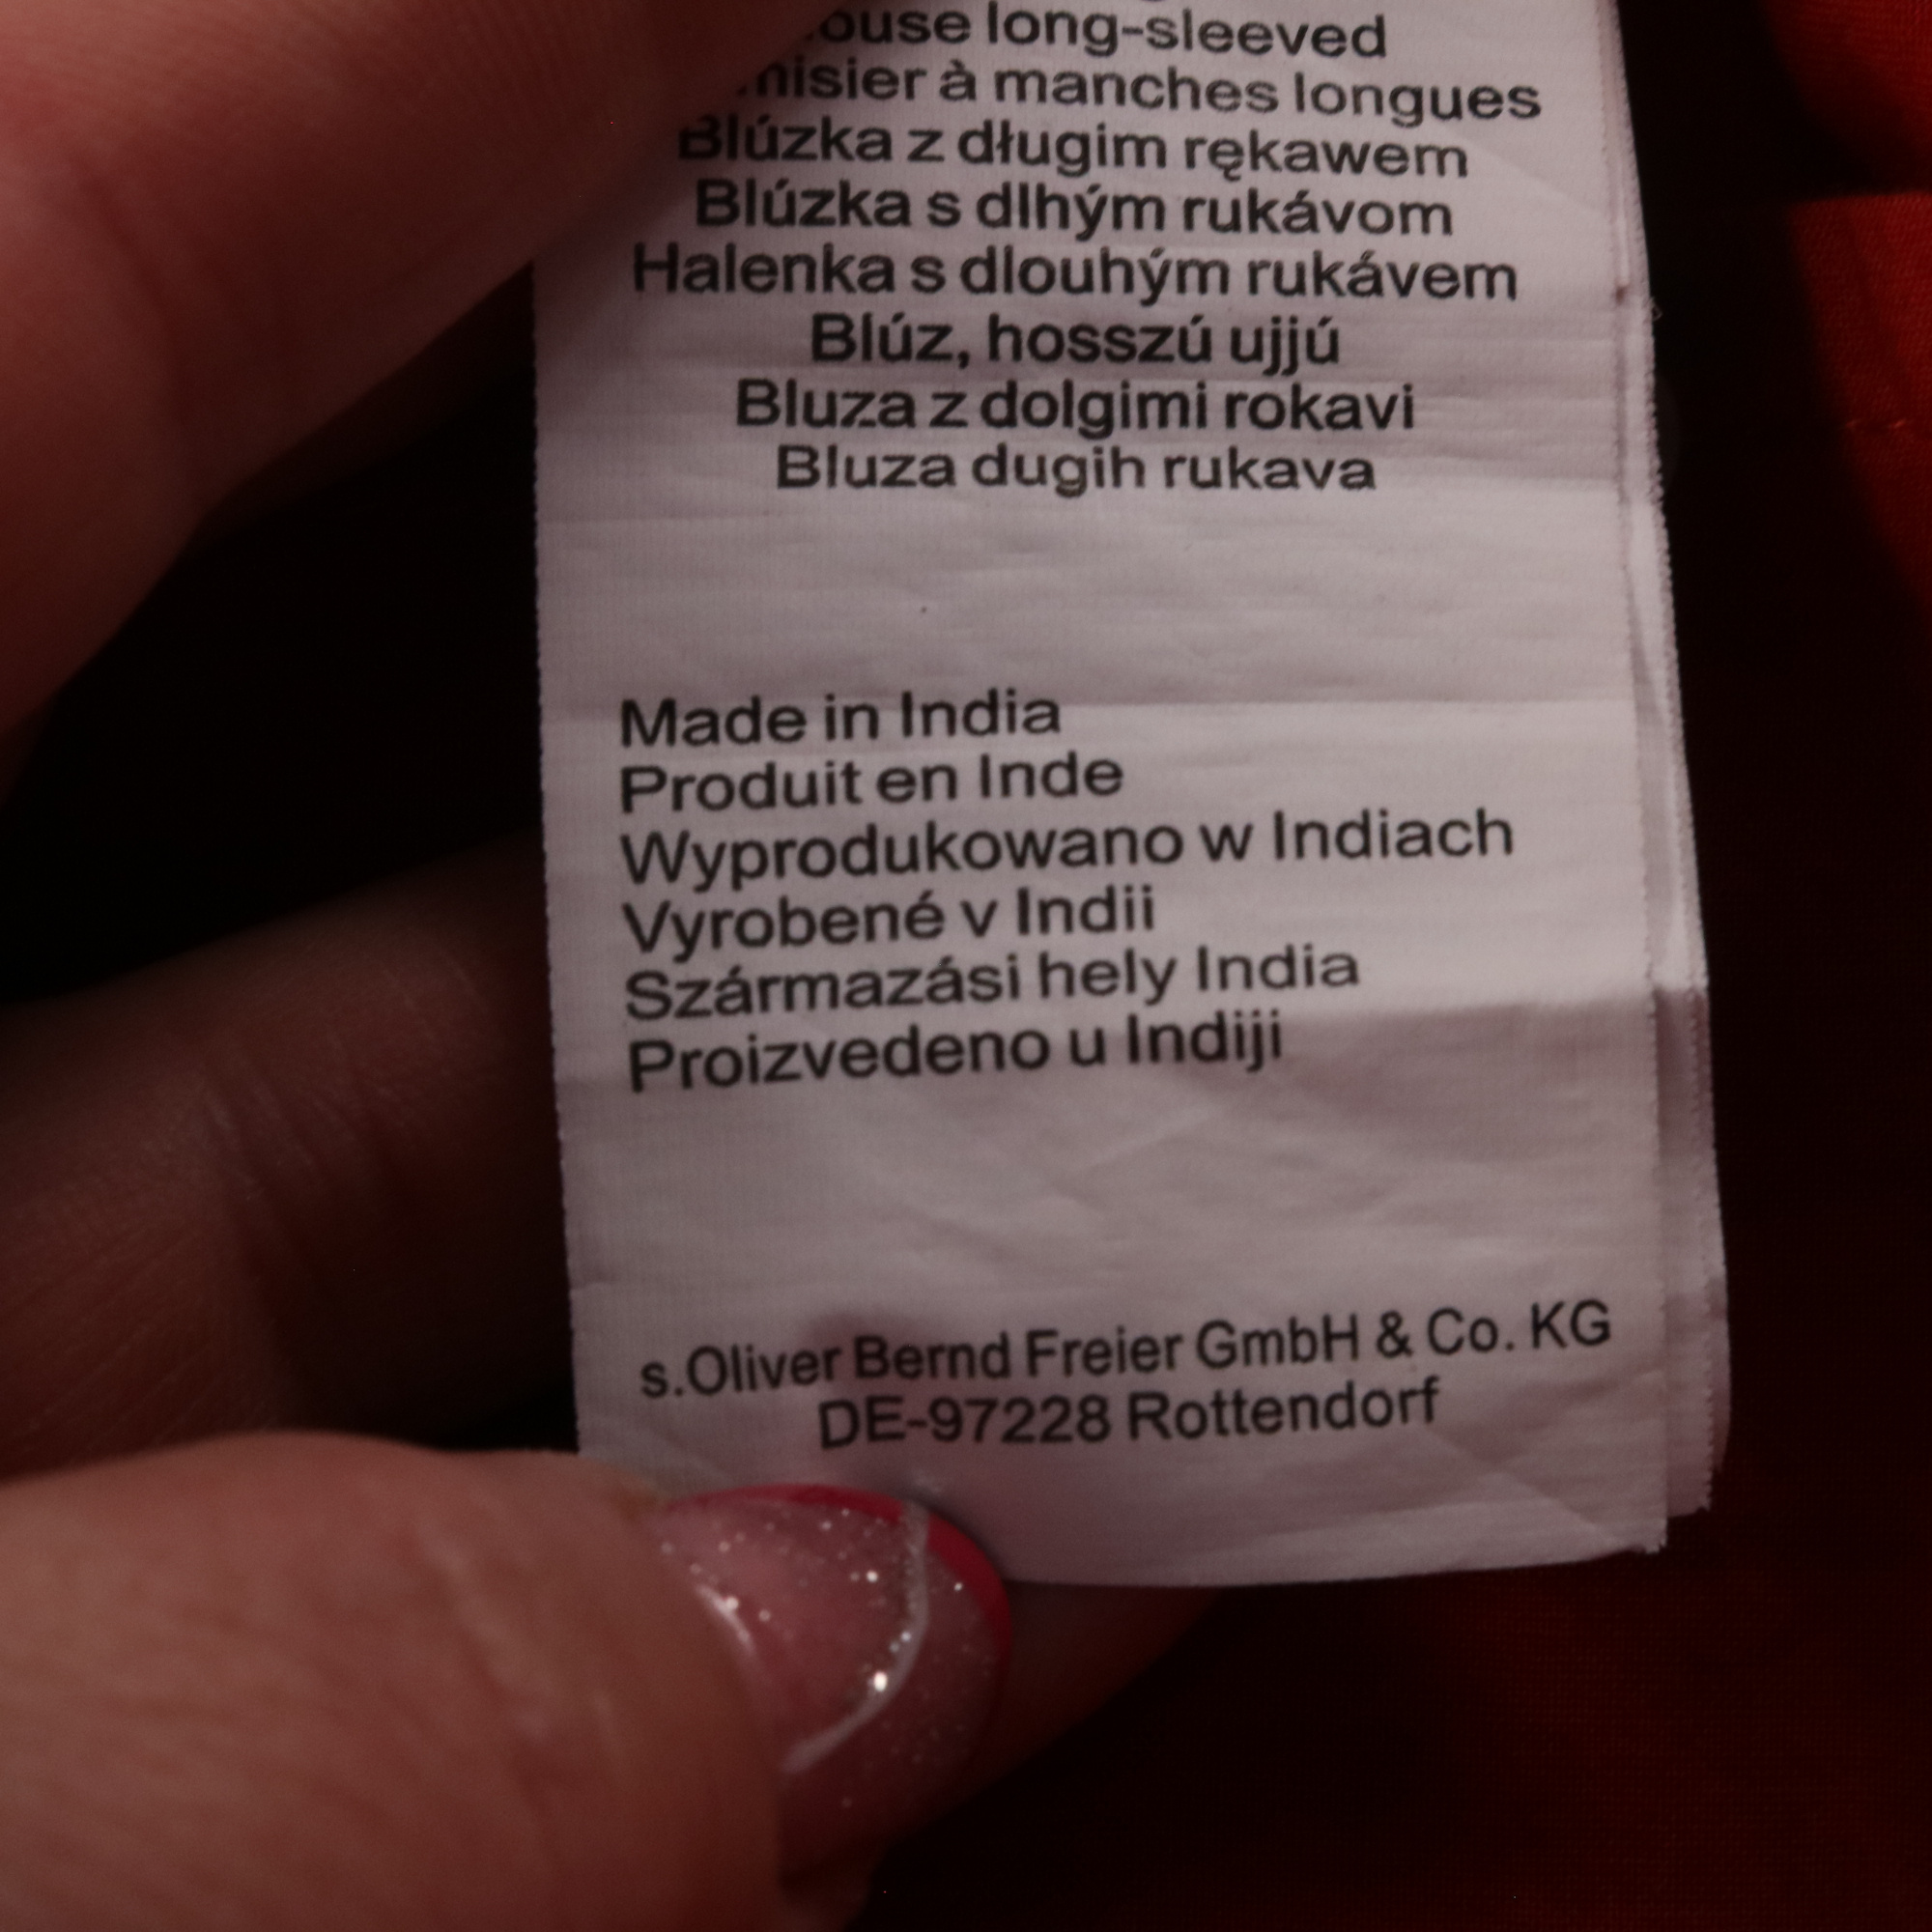 long-sleeved
à manches longues
Blúzka z długim rękawem
Blúzka s dlhým rukávom
Halenka s dlouhým rukávem
Blúz, hosszú ujjú
Bluza z dolgimi rokavi
Bluza dugih rukava
Made in India
Produit en Inde
Wyprodukowano w Indiach
Vyrobené v Indii
Származási hely India
Proizvedeno u Indiji
s.Oliver Bernd Freier GmbH & Co. KG
DE-97228 Rottendorf